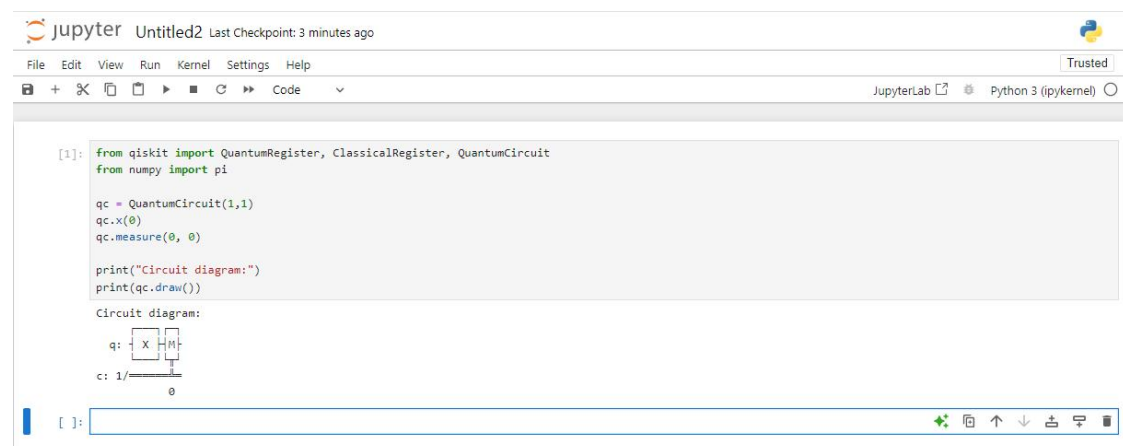 jupyter Untitled2 Last Checkpoint: 3 minutes ago
File Edit View Run Kernel Settings Help Trusted
Code JupyterLab Python 3 (ipykernel)
[1]: from qiskit import QuantumRegister, ClassicalRegister, QuantumCircuit
from numpy import pi
qc = QuantumCircuit(1,1)
qc.x(0)
qc.measure(0, 0)
print("Circuit diagram:")
print(qc.draw())
Circuit diagram:
q: ┤ X ├┤M├
c: 1/══════╩═
0
[ ]: